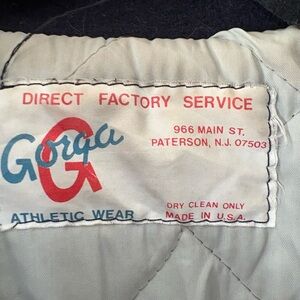 DIRECT FACTORY SERVICE
Gorga
G
966 MAIN ST.
PATERSON, N.J. 07503
ATHLETIC WEAR
DRY CLEAN ONLY
MADE IN U.S.A.